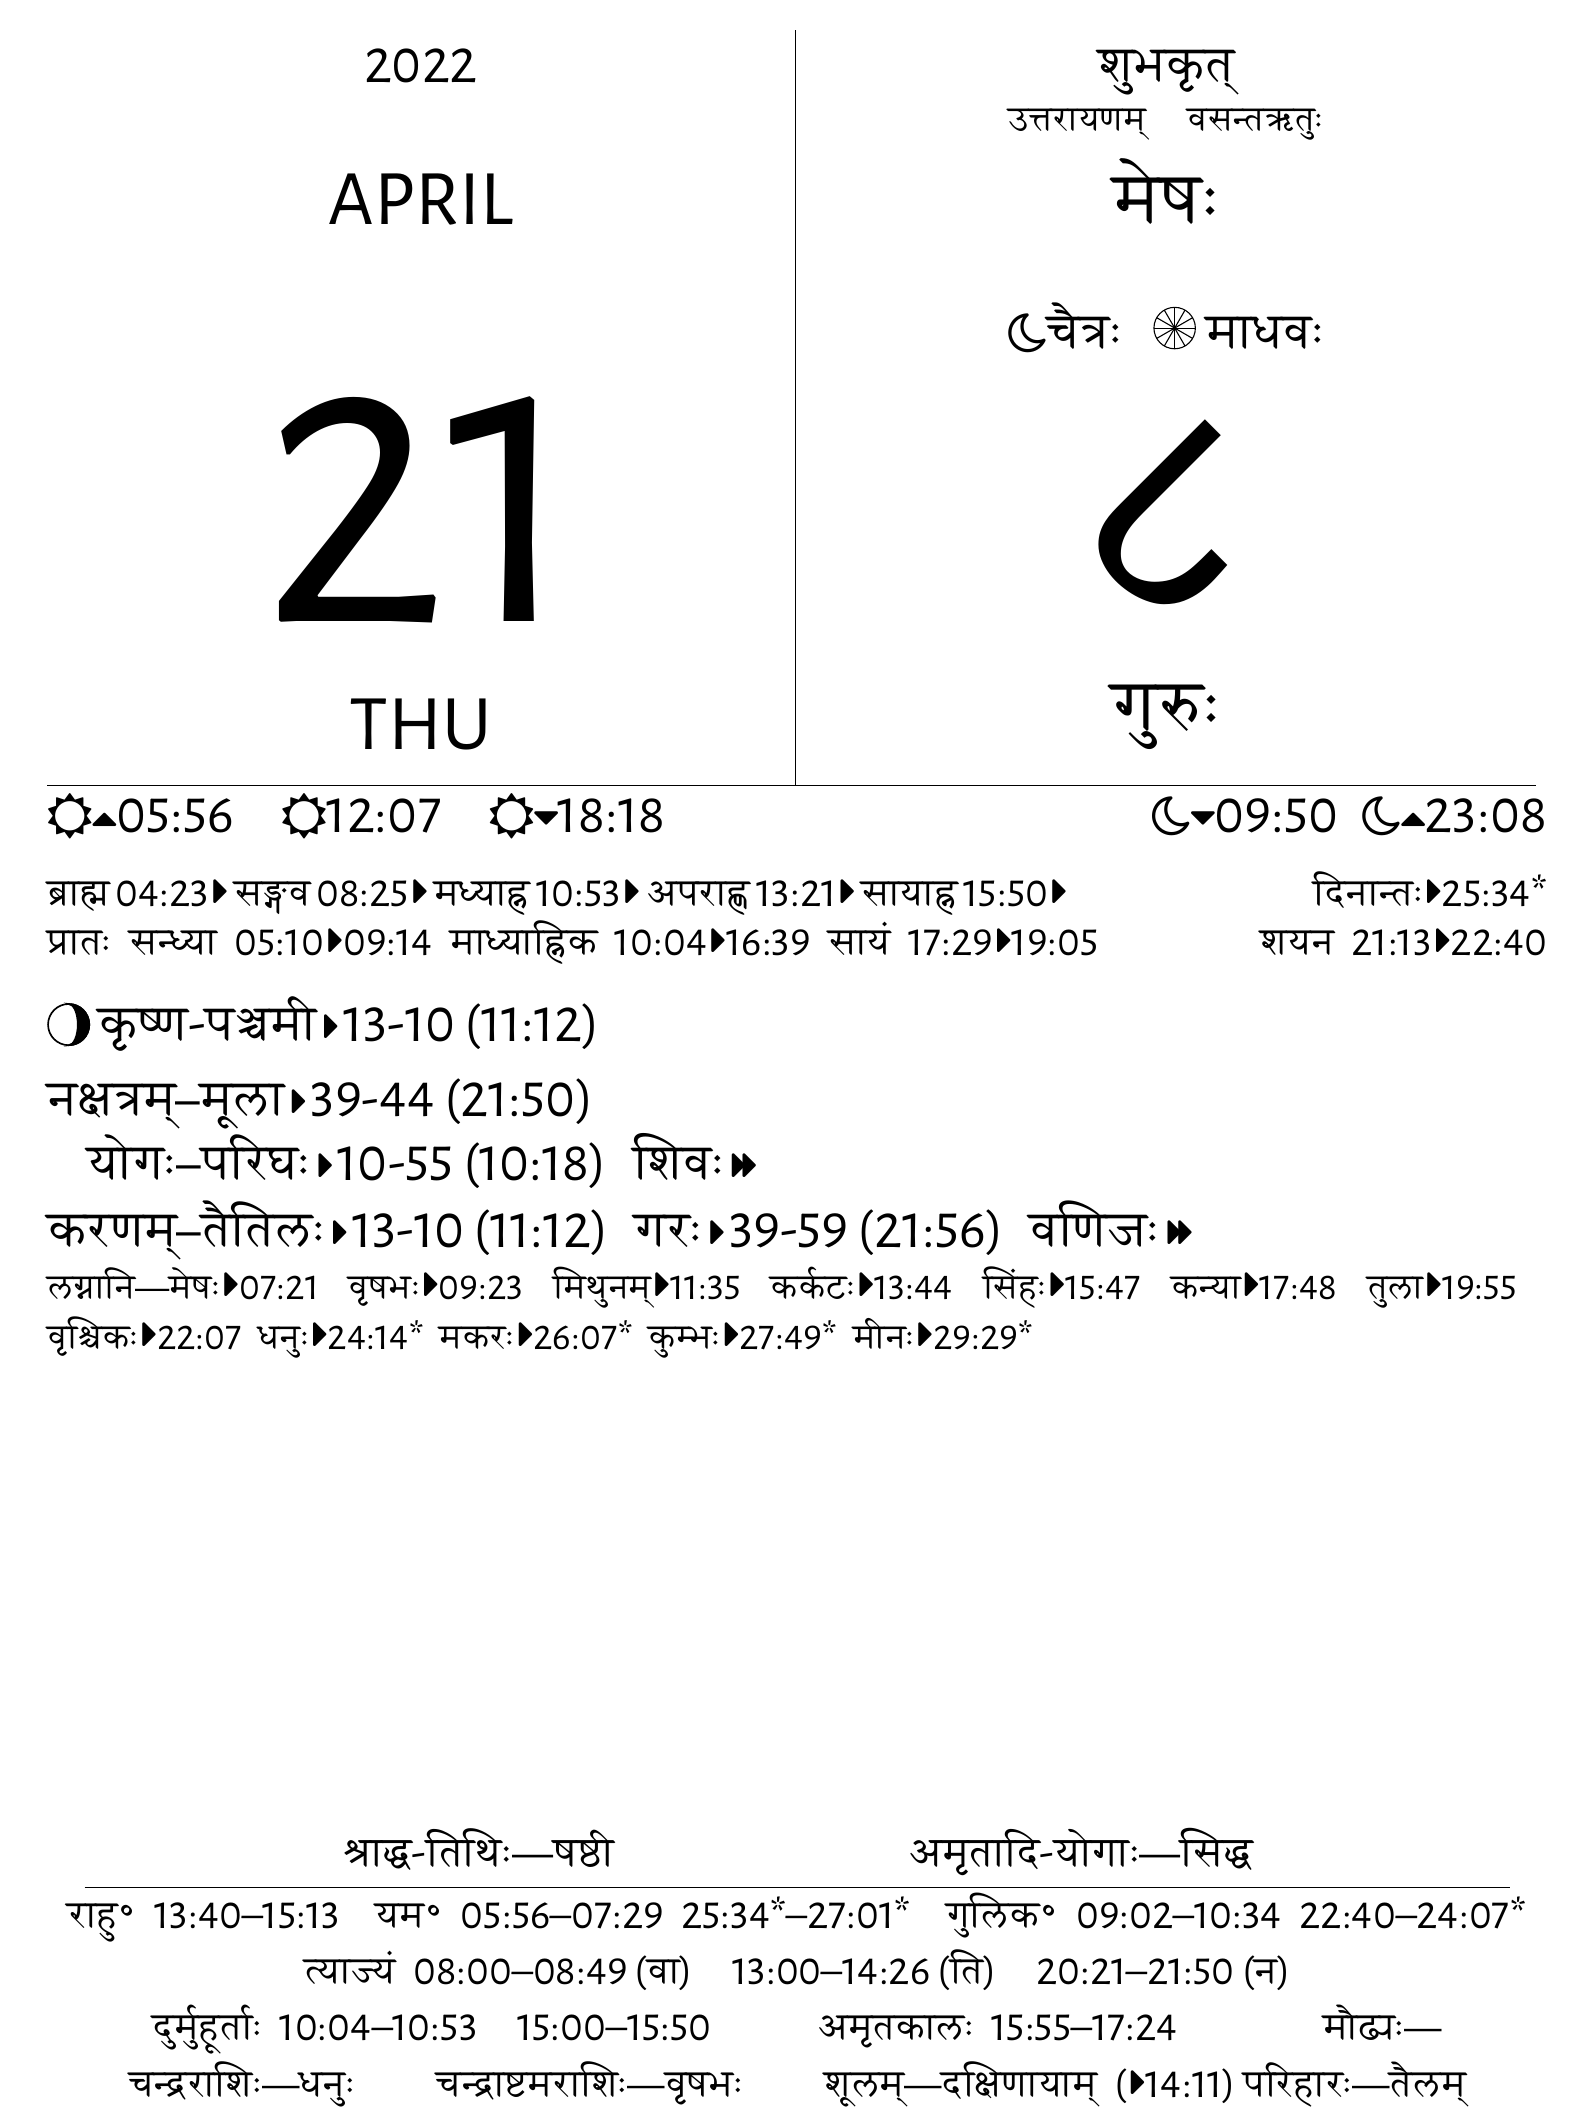 2022
APRIL
21
THU
शुभकृत्
उत्तरायणम् वसन्तऋतुः
मेषः
चैत्रः माधवः
८
गुरुः
05:56 12:07 18:18 09:50 23:08
ब्राह्म 04:23 सङ्गव 08:25 मध्याह्न 10:53 अपराह्ण 13:21 सायाह्न 15:50 दिनान्तः 25:34*
प्रातः सन्ध्या 05:10 09:14 माध्याह्निक 10:04 16:39 सायं 17:29 19:05 शयन 21:13 22:40
कृष्ण-पञ्चमी 13-10 (11:12)
नक्षत्रम्–मूला 39-44 (21:50)
योगः–परिघः 10-55 (10:18) शिवः
करणम्–तैतिलः 13-10 (11:12) गरः 39-59 (21:56) वणिजः
लग्नानि—मेषः 07:21 वृषभः 09:23 मिथुनम् 11:35 कर्कटः 13:44 सिंहः 15:47 कन्या 17:48 तुला 19:55
वृश्चिकः 22:07 धनुः 24:14* मकरः 26:07* कुम्भः 27:49* मीनः 29:29*
श्राद्ध-तिथिः—षष्ठी अमृतादि-योगाः—सिद्ध
राहु॰ 13:40–15:13 यम॰ 05:56–07:29 25:34*–27:01* गुलिक॰ 09:02–10:34 22:40–24:07*
त्याज्यं 08:00–08:49 (वा) 13:00–14:26 (ति) 20:21–21:50 (न)
दुर्मुहूर्ताः 10:04–10:53 15:00–15:50 अमृतकालः 15:55–17:24 मौढ्यः—
चन्द्रराशिः—धनुः चन्द्राष्टमराशिः—वृषभः शूलम्—दक्षिणायाम् (14:11) परिहारः—तैलम्